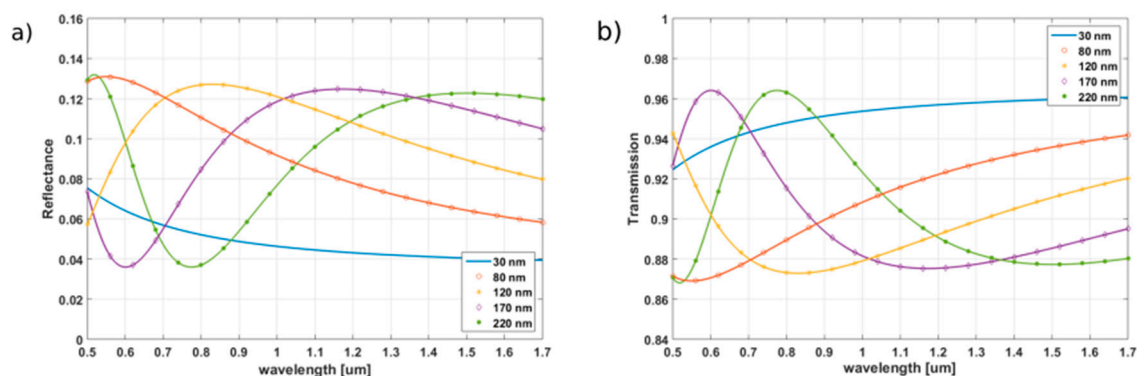 a)
Reflectance
0.16
0.14
0.12
0.1
0.08
0.06
0.04
0.02
0
0.5 0.6 0.7 0.8 0.9 1 1.1 1.2 1.3 1.4 1.5 1.6 1.7
wavelength [um]
30 nm
80 nm
120 nm
170 nm
220 nm
b)
Transmission
1
0.98
0.96
0.94
0.92
0.9
0.88
0.86
0.84
0.5 0.6 0.7 0.8 0.9 1 1.1 1.2 1.3 1.4 1.5 1.6 1.7
wavelength [um]
30 nm
80 nm
120 nm
170 nm
220 nm